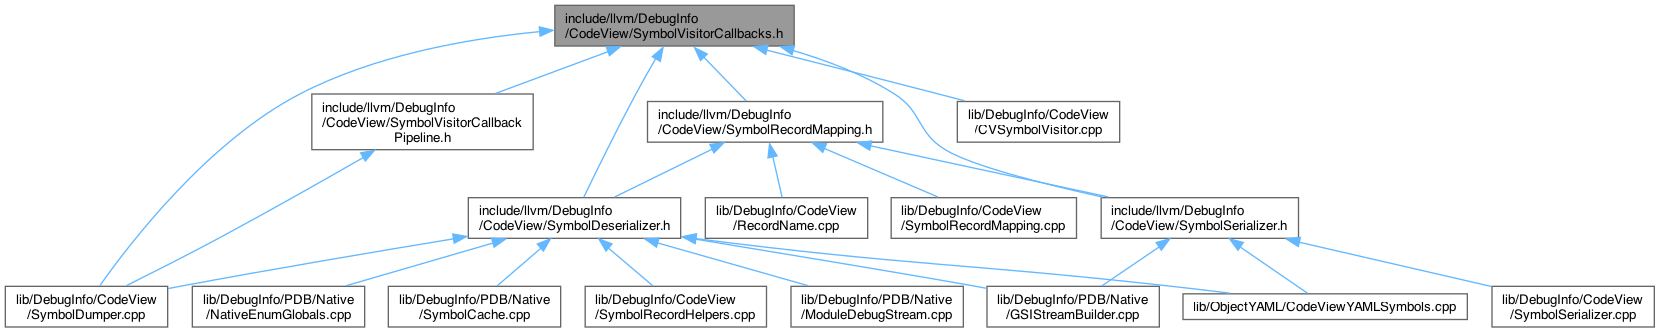 include/llvm/DebugInfo
/CodeView/SymbolVisitorCallbacks.h
include/llvm/DebugInfo
/CodeView/SymbolVisitorCallback
Pipeline.h
include/llvm/DebugInfo
/CodeView/SymbolRecordMapping.h
lib/DebugInfo/CodeView
/CVSymbolVisitor.cpp
include/llvm/DebugInfo
/CodeView/SymbolDeserializer.h
lib/DebugInfo/CodeView
/RecordName.cpp
lib/DebugInfo/CodeView
/SymbolRecordMapping.cpp
include/llvm/DebugInfo
/CodeView/SymbolSerializer.h
lib/DebugInfo/CodeView
/SymbolDumper.cpp
lib/DebugInfo/PDB/Native
/NativeEnumGlobals.cpp
lib/DebugInfo/PDB/Native
/SymbolCache.cpp
lib/DebugInfo/CodeView
/SymbolRecordHelpers.cpp
lib/DebugInfo/PDB/Native
/ModuleDebugStream.cpp
lib/DebugInfo/PDB/Native
/GSIStreamBuilder.cpp
lib/ObjectYAML/CodeViewYAMLSymbols.cpp
lib/DebugInfo/CodeView
/SymbolSerializer.cpp